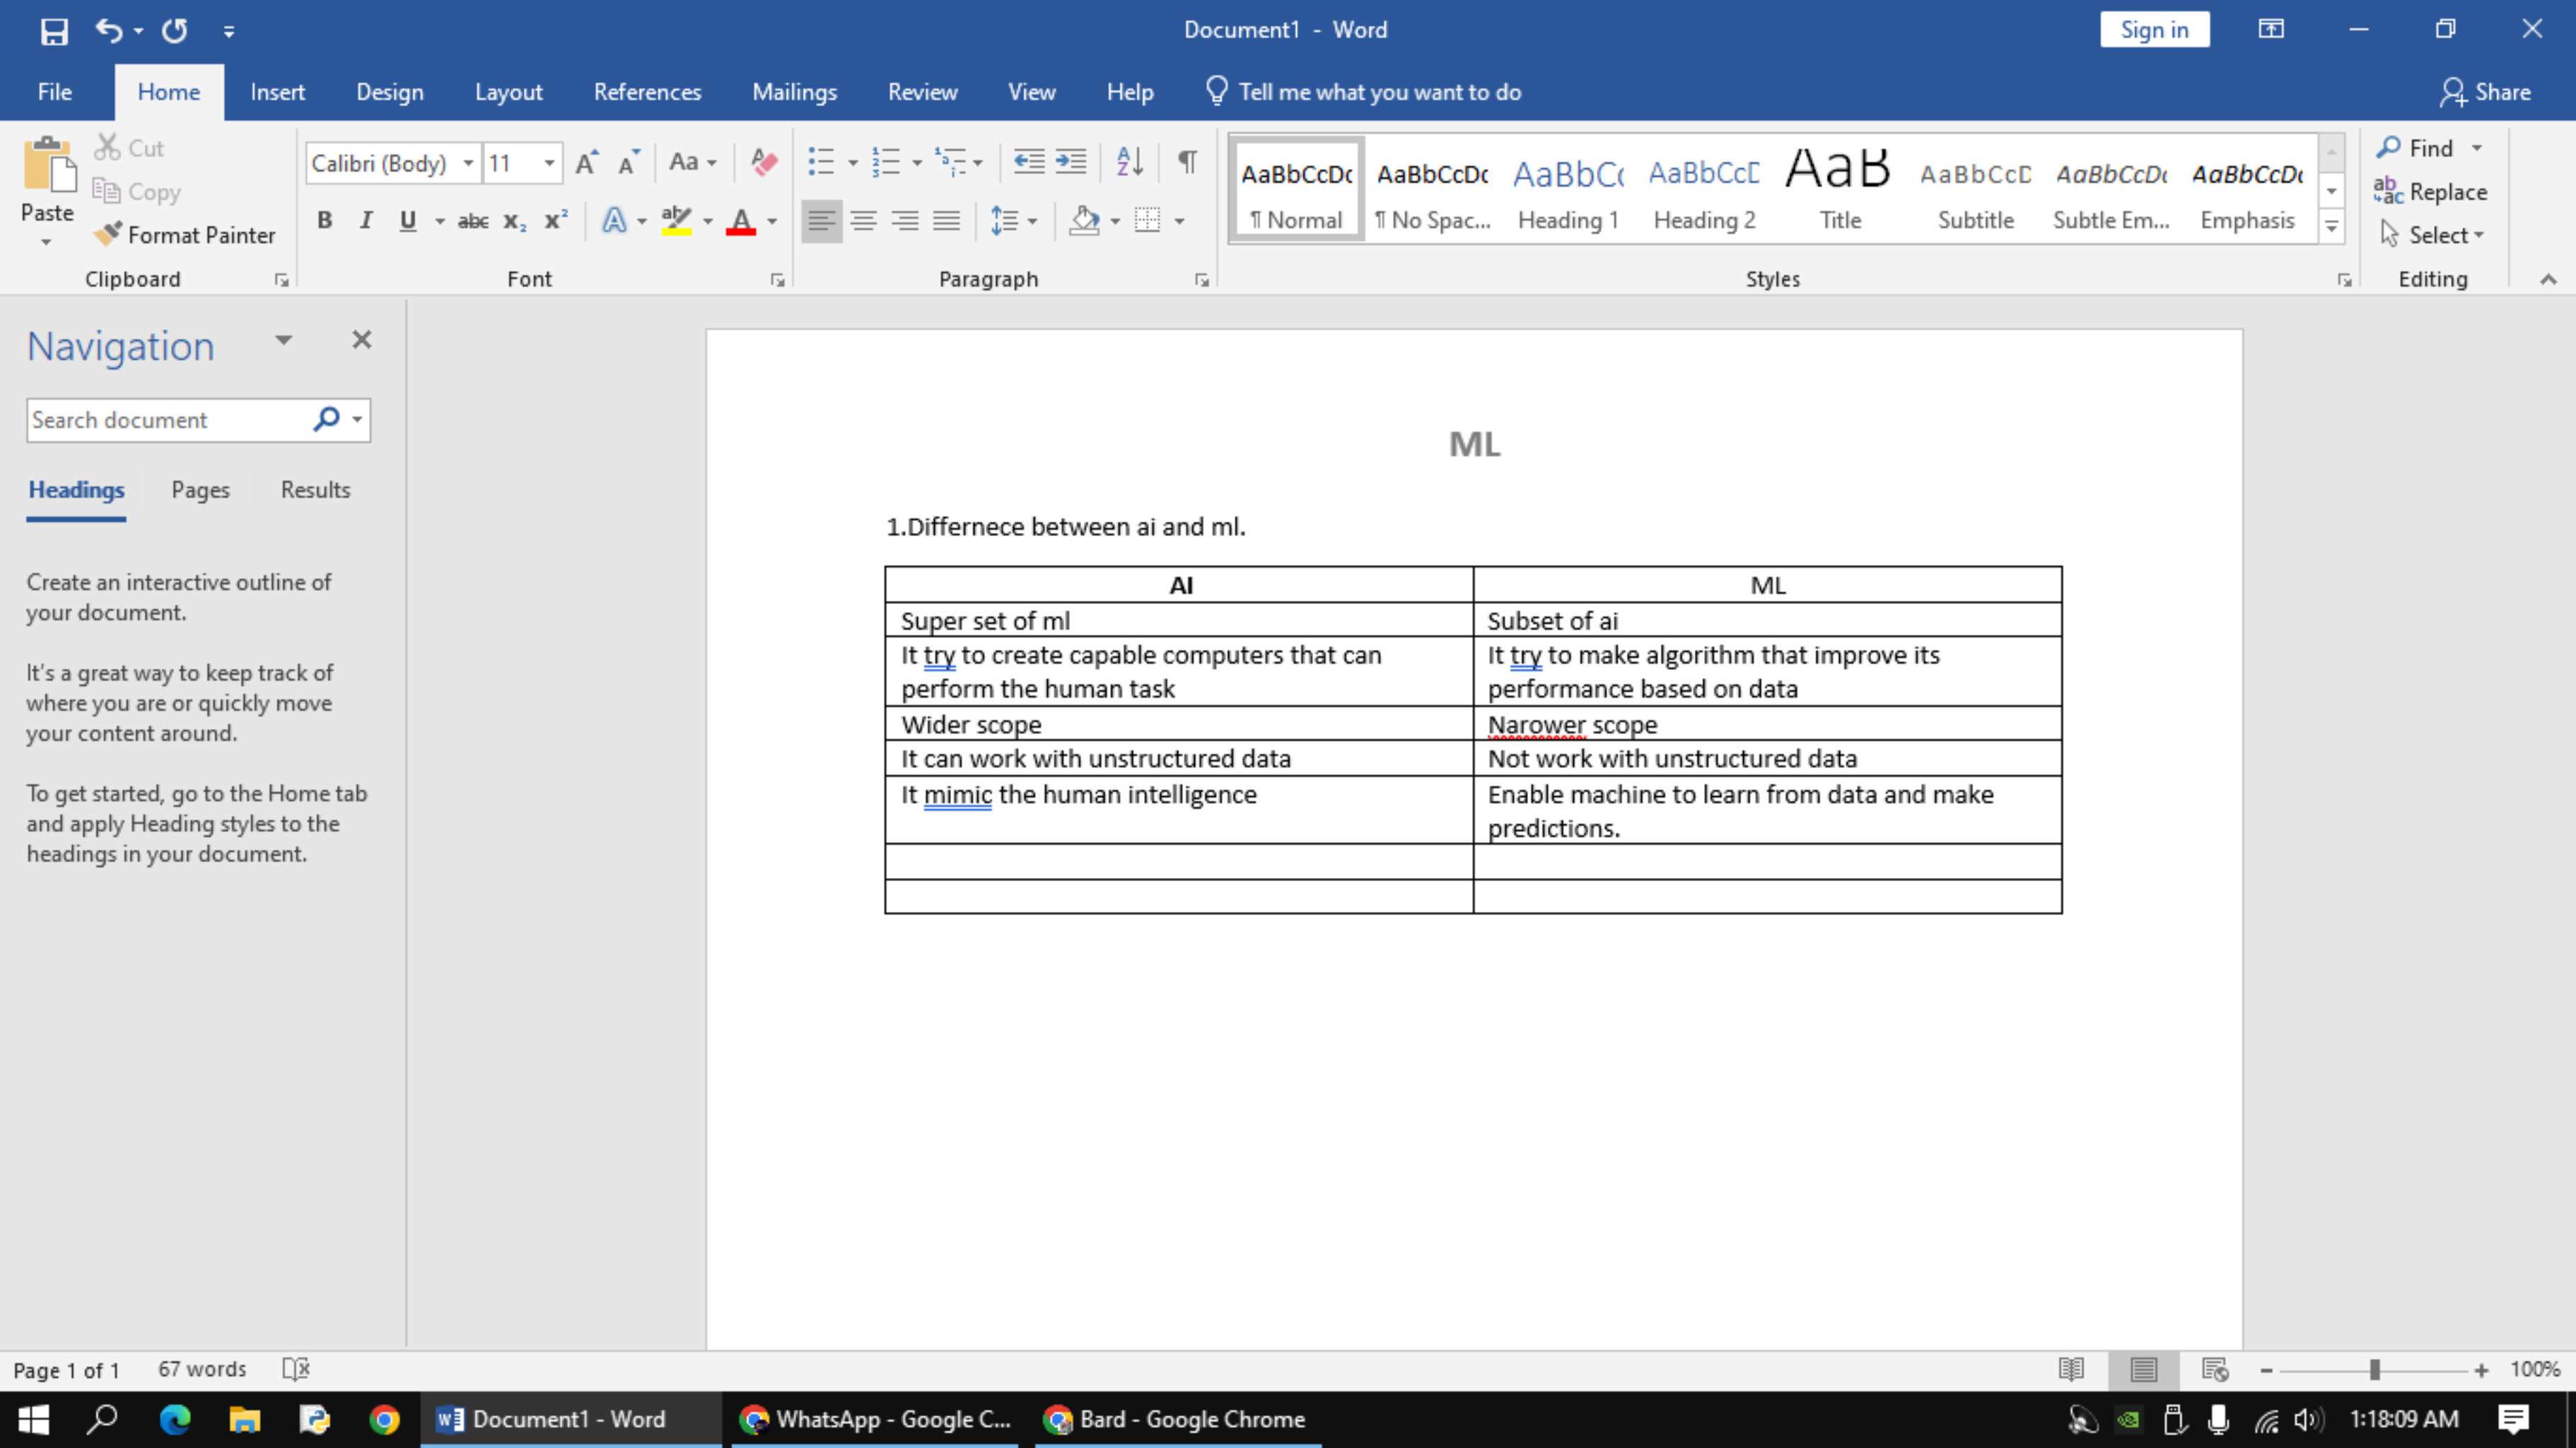 Document1 - Word
Sign in
File Home Insert Design Layout References Mailings Review View Help Tell me what you want to do Share
Paste
Cut
Copy
Format Painter
Clipboard
Calibri (Body) 11
Font
Paragraph
AaBbCcDc AaBbCcDc AaBbCc AaBbCcD AaB AaBbCcD AaBbCcDc AaBbCcDc
¶ Normal ¶ No Spac... Heading 1 Heading 2 Title Subtitle Subtle Em... Emphasis
Styles
Find
Replace
Select
Editing
Navigation
Search document
Headings Pages Results
Create an interactive outline of
your document.
It's a great way to keep track of
where you are or quickly move
your content around.
To get started, go to the Home tab
and apply Heading styles to the
headings in your document.
ML
1.Differnece between ai and ml.
AI ML
Super set of ml Subset of ai
It try to create capable computers that can It try to make algorithm that improve its
perform the human task performance based on data
Wider scope Narower scope
It can work with unstructured data Not work with unstructured data
It mimic the human intelligence Enable machine to learn from data and make
predictions.
Page 1 of 1 67 words 100%
Document1 - Word WhatsApp - Google C... Bard - Google Chrome 1:18:09 AM